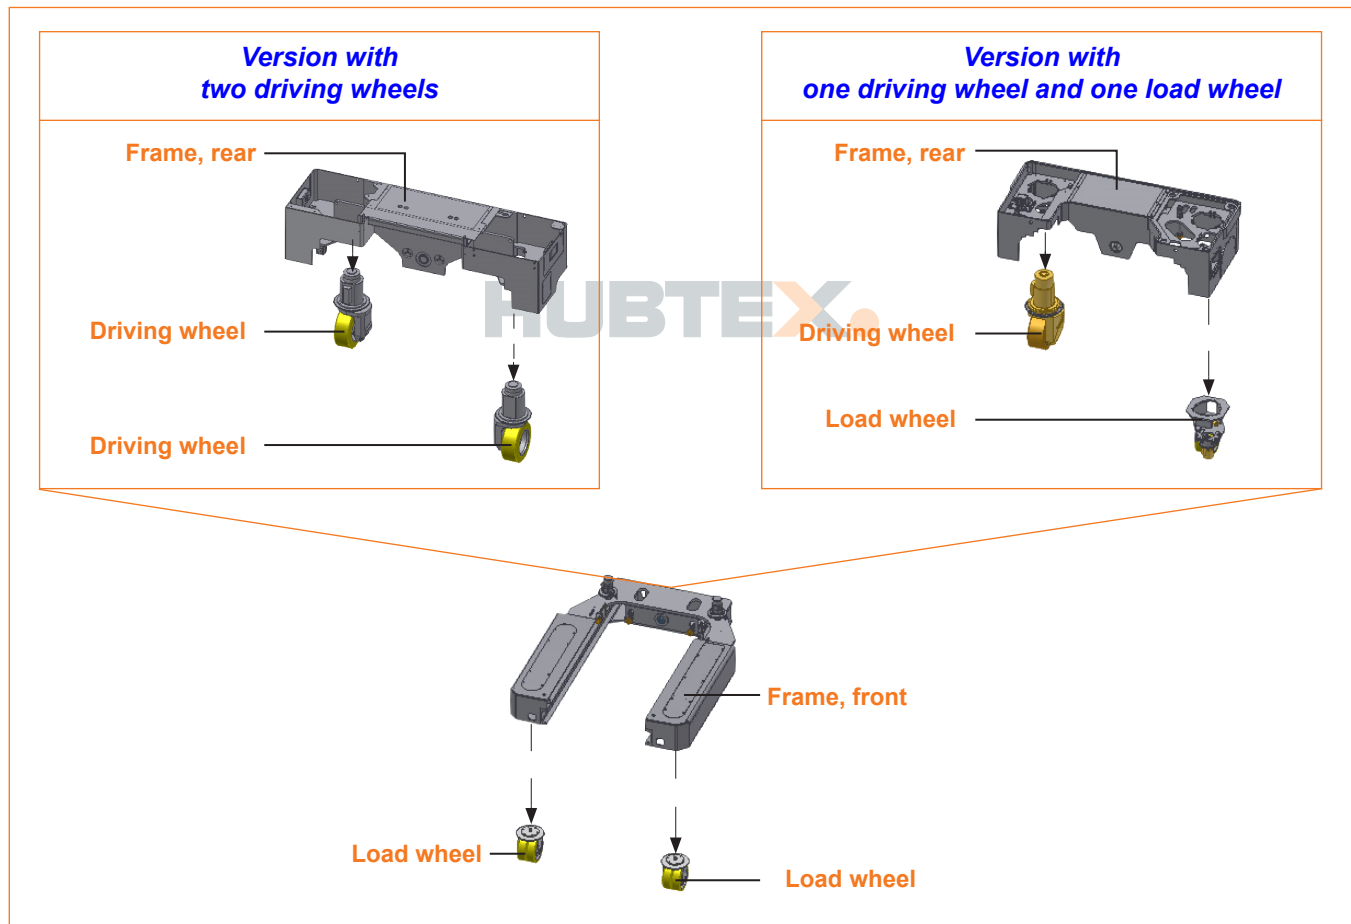 Version with
two driving wheels
Frame, rear
Driving wheel
Driving wheel
Version with
one driving wheel and one load wheel
Frame, rear
Driving wheel
Load wheel
HUBTEX.
Frame, front
Load wheel
Load wheel